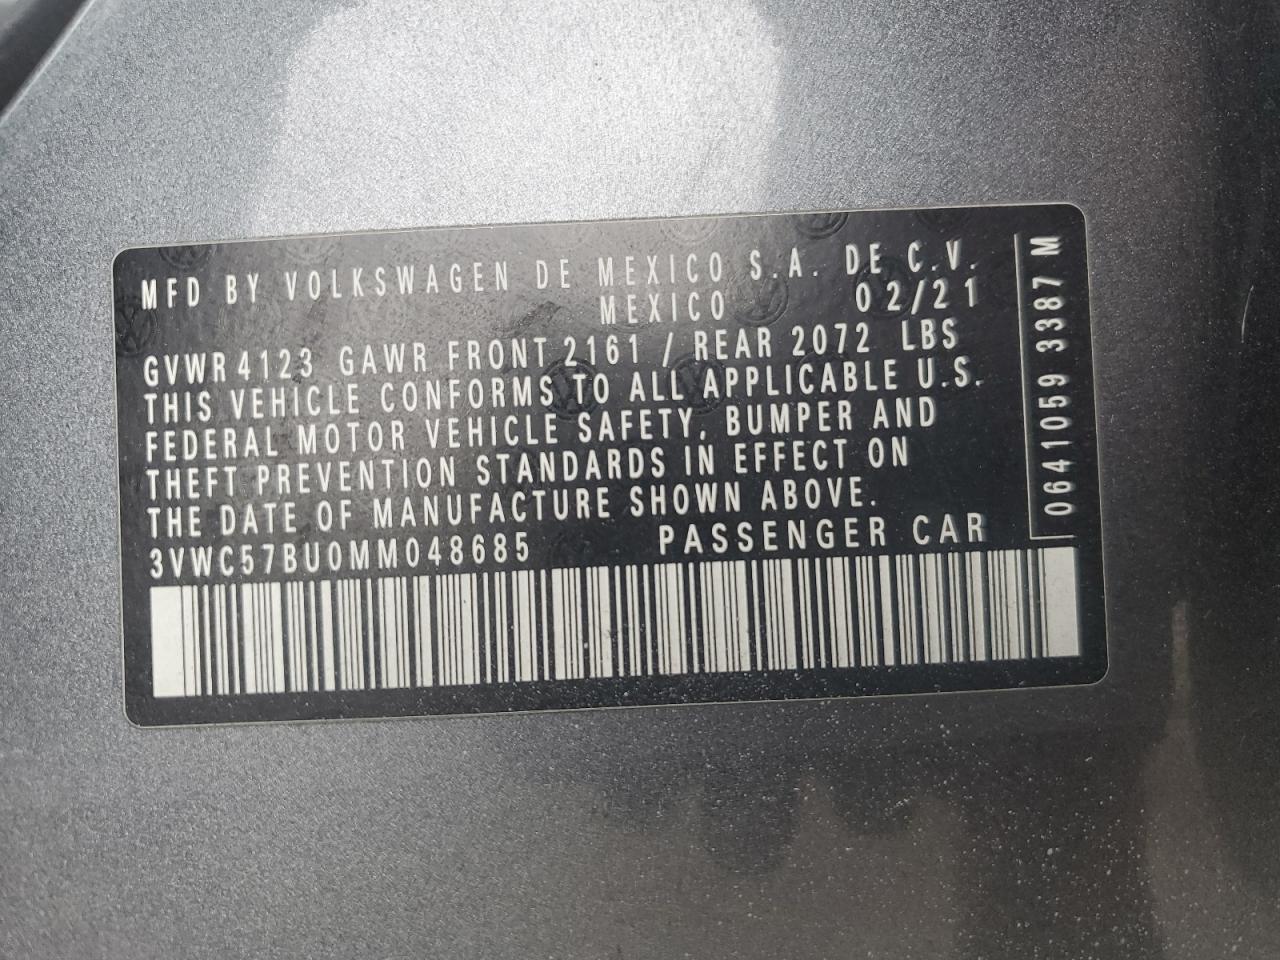 MFD BY VOLKSWAGEN DE MEXICO S.A. DE C.V.
MEXICO 02/21
GVWR 4123 GAWR FRONT 2161 / REAR 2072 LBS
THIS VEHICLE CONFORMS TO ALL APPLICABLE U.S.
FEDERAL MOTOR VEHICLE SAFETY, BUMPER AND
THEFT PREVENTION STANDARDS IN EFFECT ON
THE DATE OF MANUFACTURE SHOWN ABOVE.
3VWC57BU0MM048685 PASSENGER CAR
0641059 3387 M